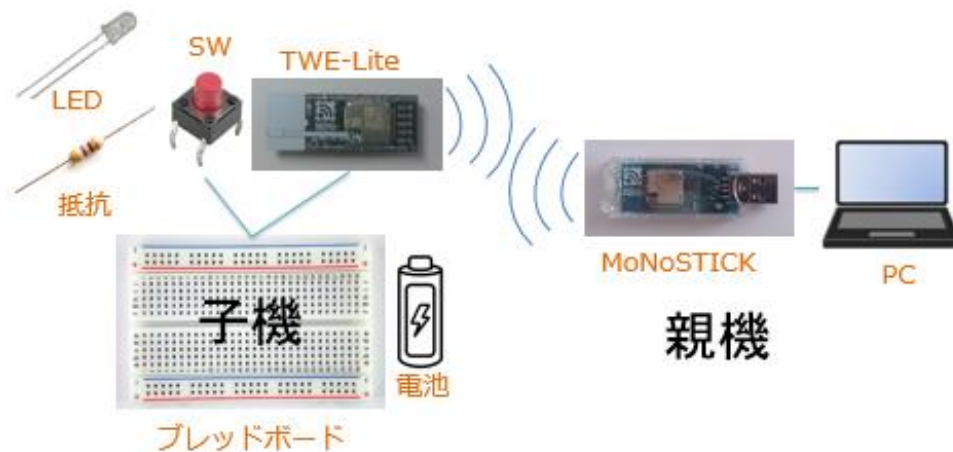 SW
TWE-Lite
LED
抵抗
MoNoSTICK
PC
子機
親機
電池
ブレッドボード